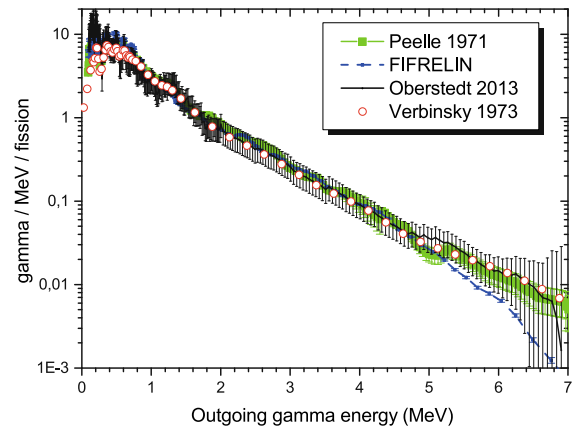 Peelle 1971
FIFRELIN
Oberstedt 2013
Verbinsky 1973
gamma / MeV / fission
10
1
0,1
0,01
1E-3
0 1 2 3 4 5 6 7
Outgoing gamma energy (MeV)